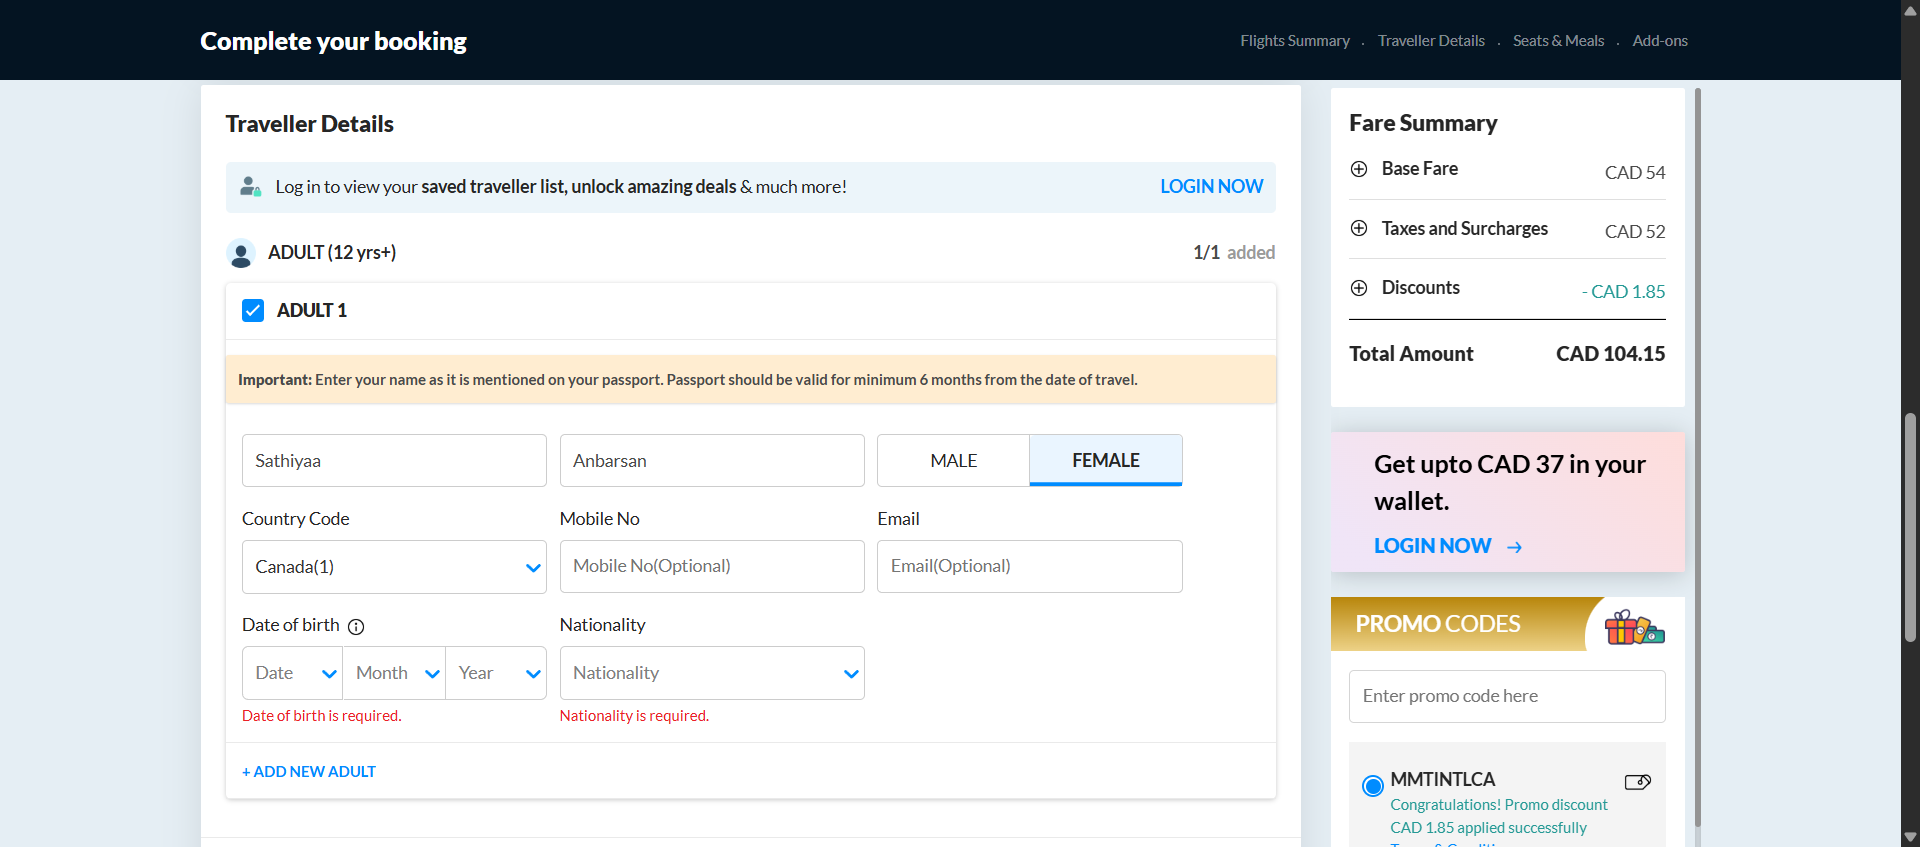 Complete your booking
Flights Summary . Traveller Details . Seats & Meals . Add-ons
Traveller Details
Log in to view your saved traveller list, unlock amazing deals & much more!
LOGIN NOW
ADULT (12 yrs+)
1/1 added
ADULT 1
Important: Enter your name as it is mentioned on your passport. Passport should be valid for minimum 6 months from the date of travel.
Sathiyaa
Anbarsan
MALE
FEMALE
Country Code
Mobile No
Email
Canada(1)
Mobile No(Optional)
Email(Optional)
Date of birth
Nationality
Date
Month
Year
Nationality
Date of birth is required.
Nationality is required.
+ ADD NEW ADULT
Fare Summary
Base Fare
CAD 54
Taxes and Surcharges
CAD 52
Discounts
- CAD 1.85
Total Amount
CAD 104.15
Get upto CAD 37 in your
wallet.
LOGIN NOW →
PROMO CODES
Enter promo code here
MMTINTLCA
Congratulations! Promo discount
CAD 1.85 applied successfully